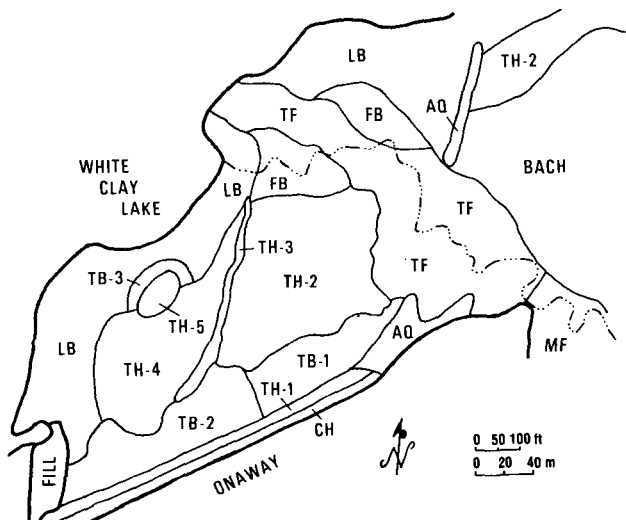 LB
TH-2
AQ
TF
FB
WHITE
CLAY
LAKE
BACH
LB
FB
TF
TH-3
TB-3
TH-2
TF
TH-5
LB
AQ
TH-4
TB-1
MF
TH-1
TB-2
CH
N
0 50 100 ft
0 20 40 m
FILL
ONAWAY